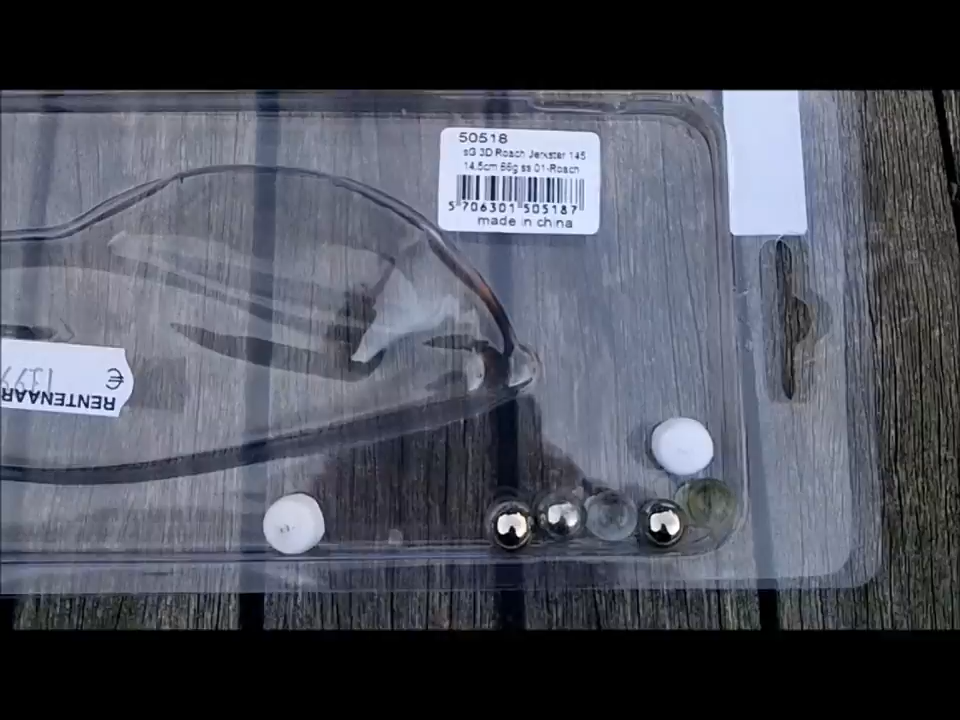 50518
sG 3D Roach Jerkster 145
14.5cm 66g ss 01-Roach
5 706301 505187
made in china
€
RENTENAAR